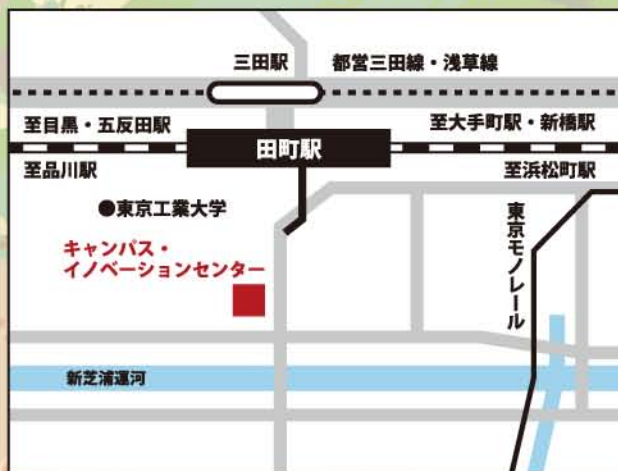 三田駅
都営三田線・浅草線
至目黒・五反田駅
至大手町駅・新橋駅
田町駅
至品川駅
至浜松町駅
●東京工業大学
東京モノレール
キャンパス・
イノベーションセンター
新芝浦運河